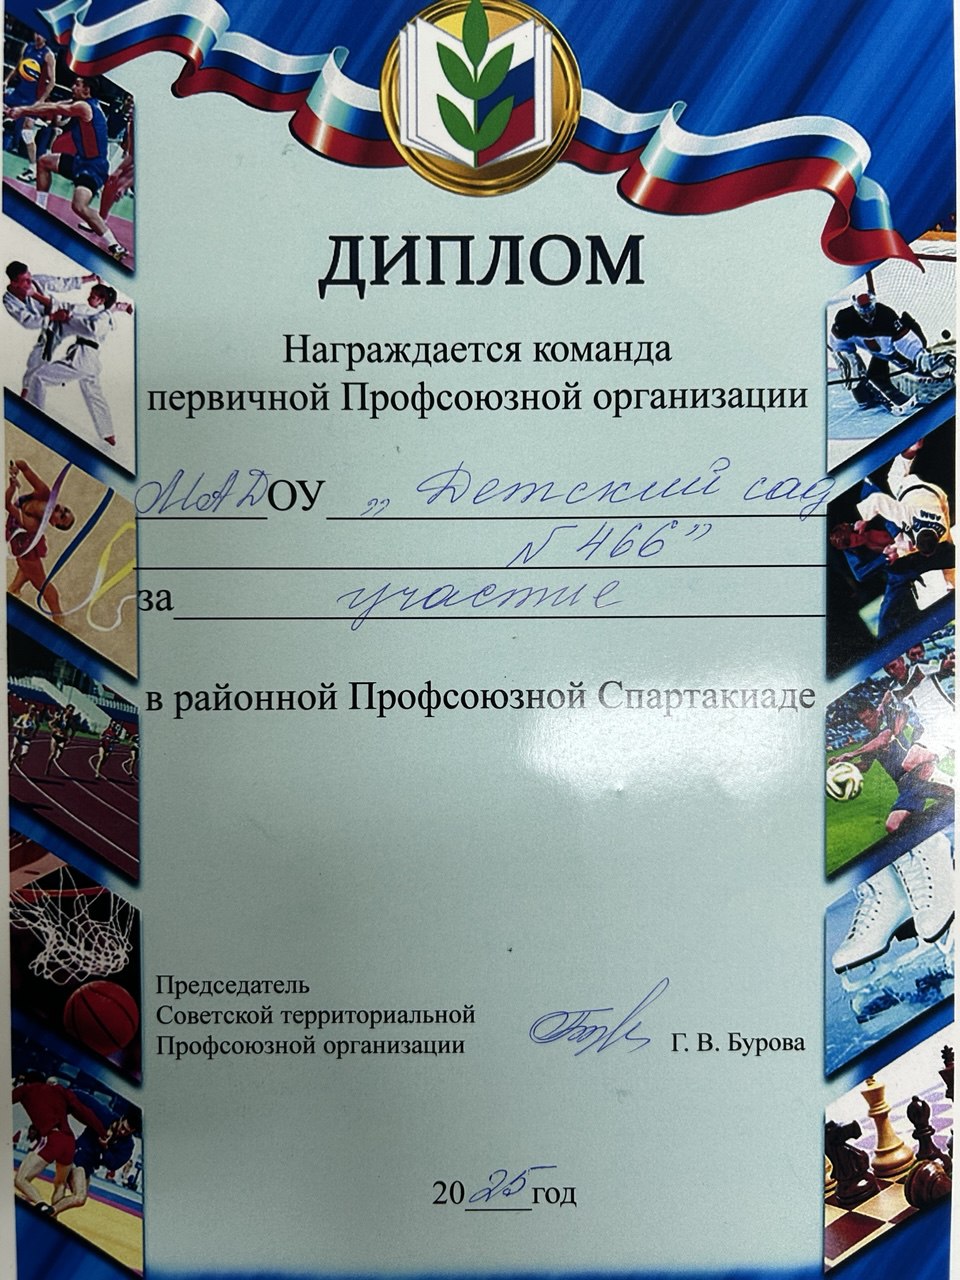 ДИПЛОМ
Награждается команда
первичной Профсоюзной организации
МАДОУ „Детский сад
№ 466”
за участие
в районной Профсоюзной Спартакиаде
Председатель
Советской территориальной
Профсоюзной организации Г. В. Бурова
2025 год